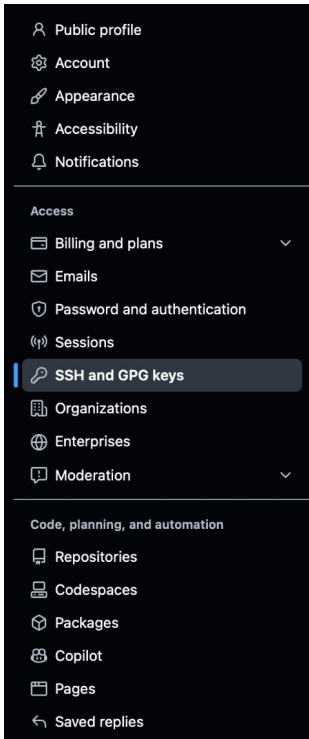 Public profile
Account
Appearance
Accessibility
Notifications
Access
Billing and plans
Emails
Password and authentication
Sessions
SSH and GPG keys
Organizations
Enterprises
Moderation
Code, planning, and automation
Repositories
Codespaces
Packages
Copilot
Pages
Saved replies